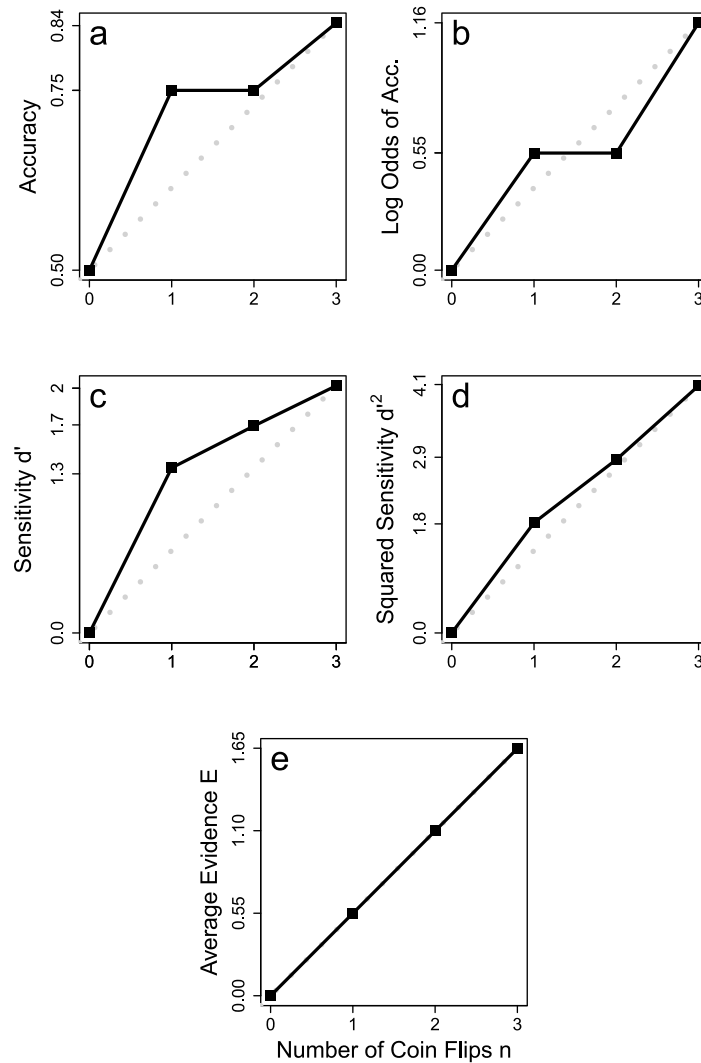 a
Accuracy
0.84
0.75
0.50
0 1 2 3
b
Log Odds of Acc.
1.16
0.55
0.00
0 1 2 3
c
Sensitivity d'
2
1.7
1.3
0.0
0 1 2 3
d
Squared Sensitivity d'²
4.1
2.9
1.8
0.0
0 1 2 3
e
Average Evidence E
1.65
1.10
0.55
0.00
0 1 2 3
Number of Coin Flips n